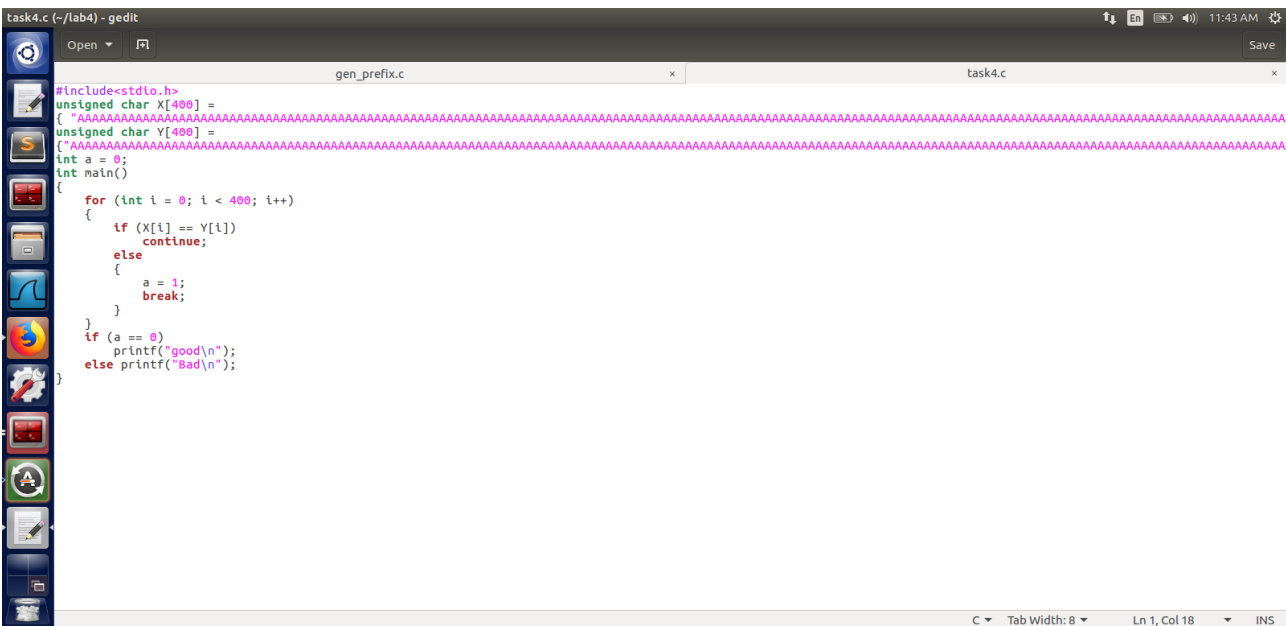 task4.c (~/lab4) - gedit
En 11:43 AM
Open
Save
gen_prefix.c ×
task4.c ×
#include<stdio.h>
unsigned char X[400] =
unsigned char Y[400] =
int a = 0;
int main()
{
    for (int i = 0; i < 400; i++)
    {
        if (X[i] == Y[i])
            continue;
        else
        {
            a = 1;
            break;
        }
    }
    if (a == 0)
        printf("good\n");
    else printf("Bad\n");
}
C Tab Width: 8 Ln 1, Col 18 INS